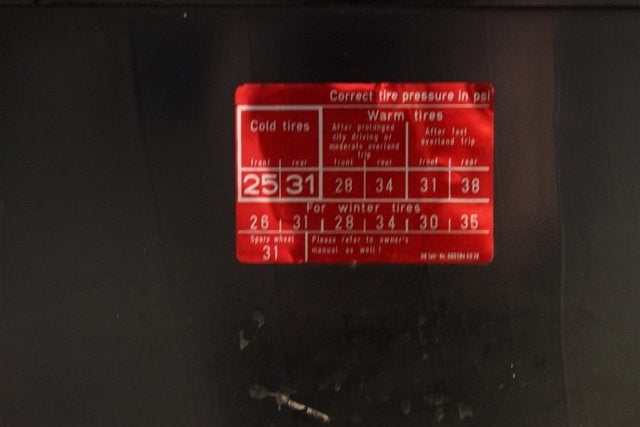 Correct tire pressure in psi
Warm tires
Cold tires
After prolonged city driving or moderate overland trip
After fast overland trip
front rear front rear front rear
25 31 28 34 31 38
For winter tires
26 31 28 34 30 35
Spare wheel
31
Please refer to owner's
manual as well!